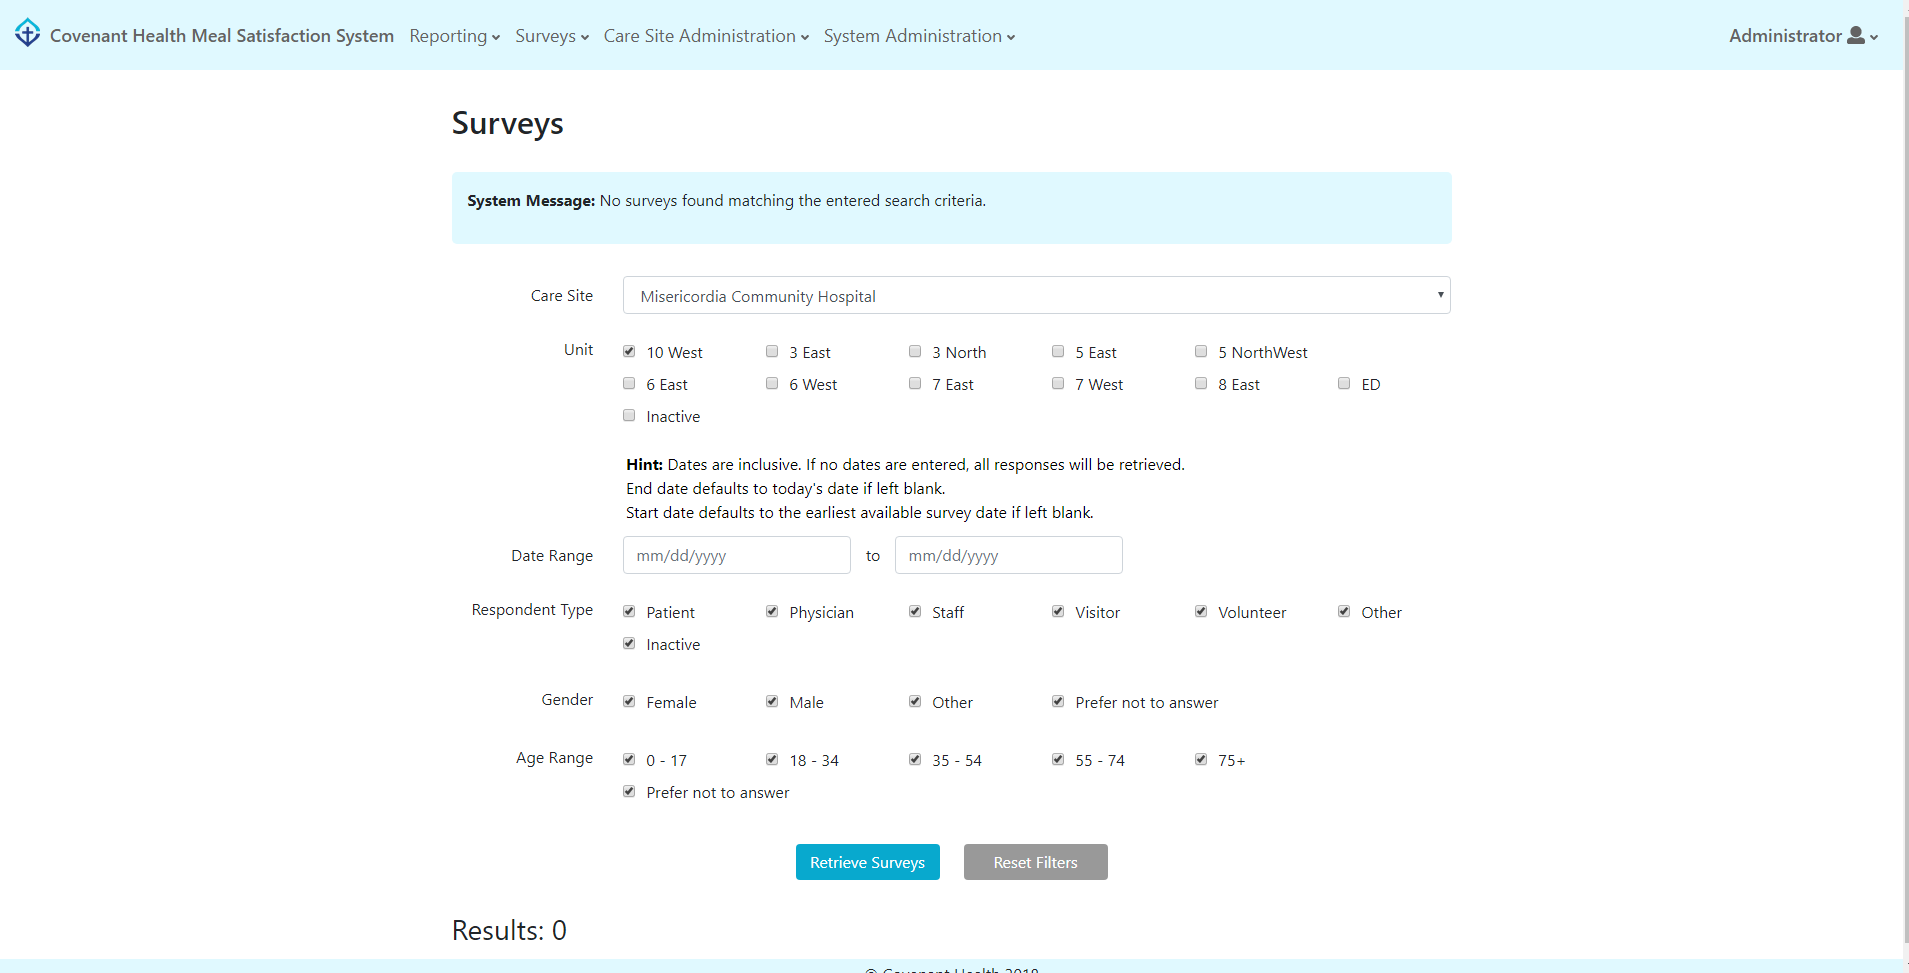 Covenant Health Meal Satisfaction System Reporting Surveys Care Site Administration System Administration Administrator
Surveys
System Message: No surveys found matching the entered search criteria.
Care Site Misericordia Community Hospital
Unit 10 West 3 East 3 North 5 East 5 NorthWest
6 East 6 West 7 East 7 West 8 East ED
Inactive
Hint: Dates are inclusive. If no dates are entered, all responses will be retrieved.
End date defaults to today's date if left blank.
Start date defaults to the earliest available survey date if left blank.
Date Range mm/dd/yyyy to mm/dd/yyyy
Respondent Type Patient Physician Staff Visitor Volunteer Other
Inactive
Gender Female Male Other Prefer not to answer
Age Range 0 - 17 18 - 34 35 - 54 55 - 74 75+
Prefer not to answer
Retrieve Surveys Reset Filters
Results: 0
© Covenant Health 2018